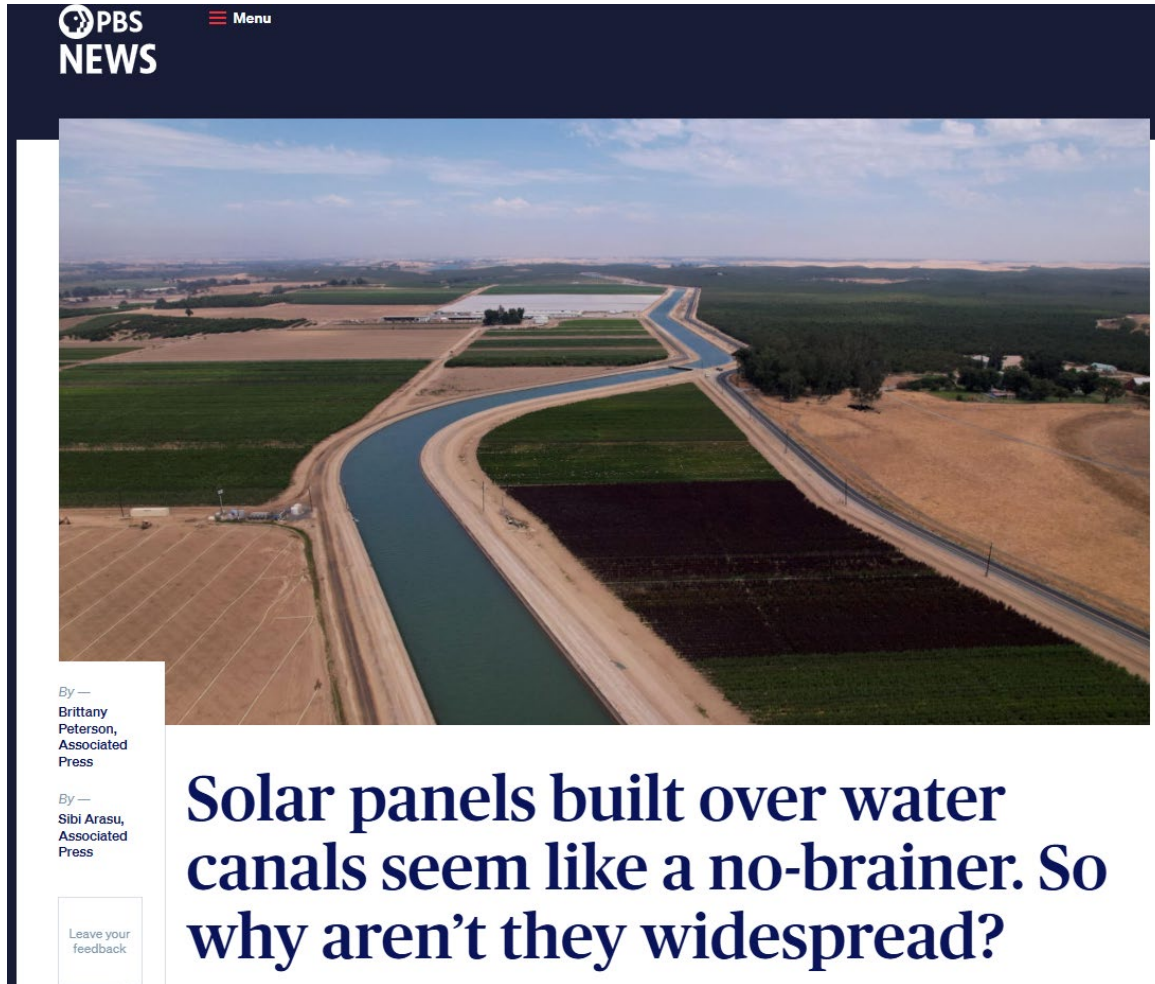 PBS
NEWS
Menu
By —
Brittany
Peterson,
Associated
Press
By —
Sibi Arasu,
Associated
Press
Leave your
feedback
Solar panels built over water
canals seem like a no-brainer. So
why aren’t they widespread?